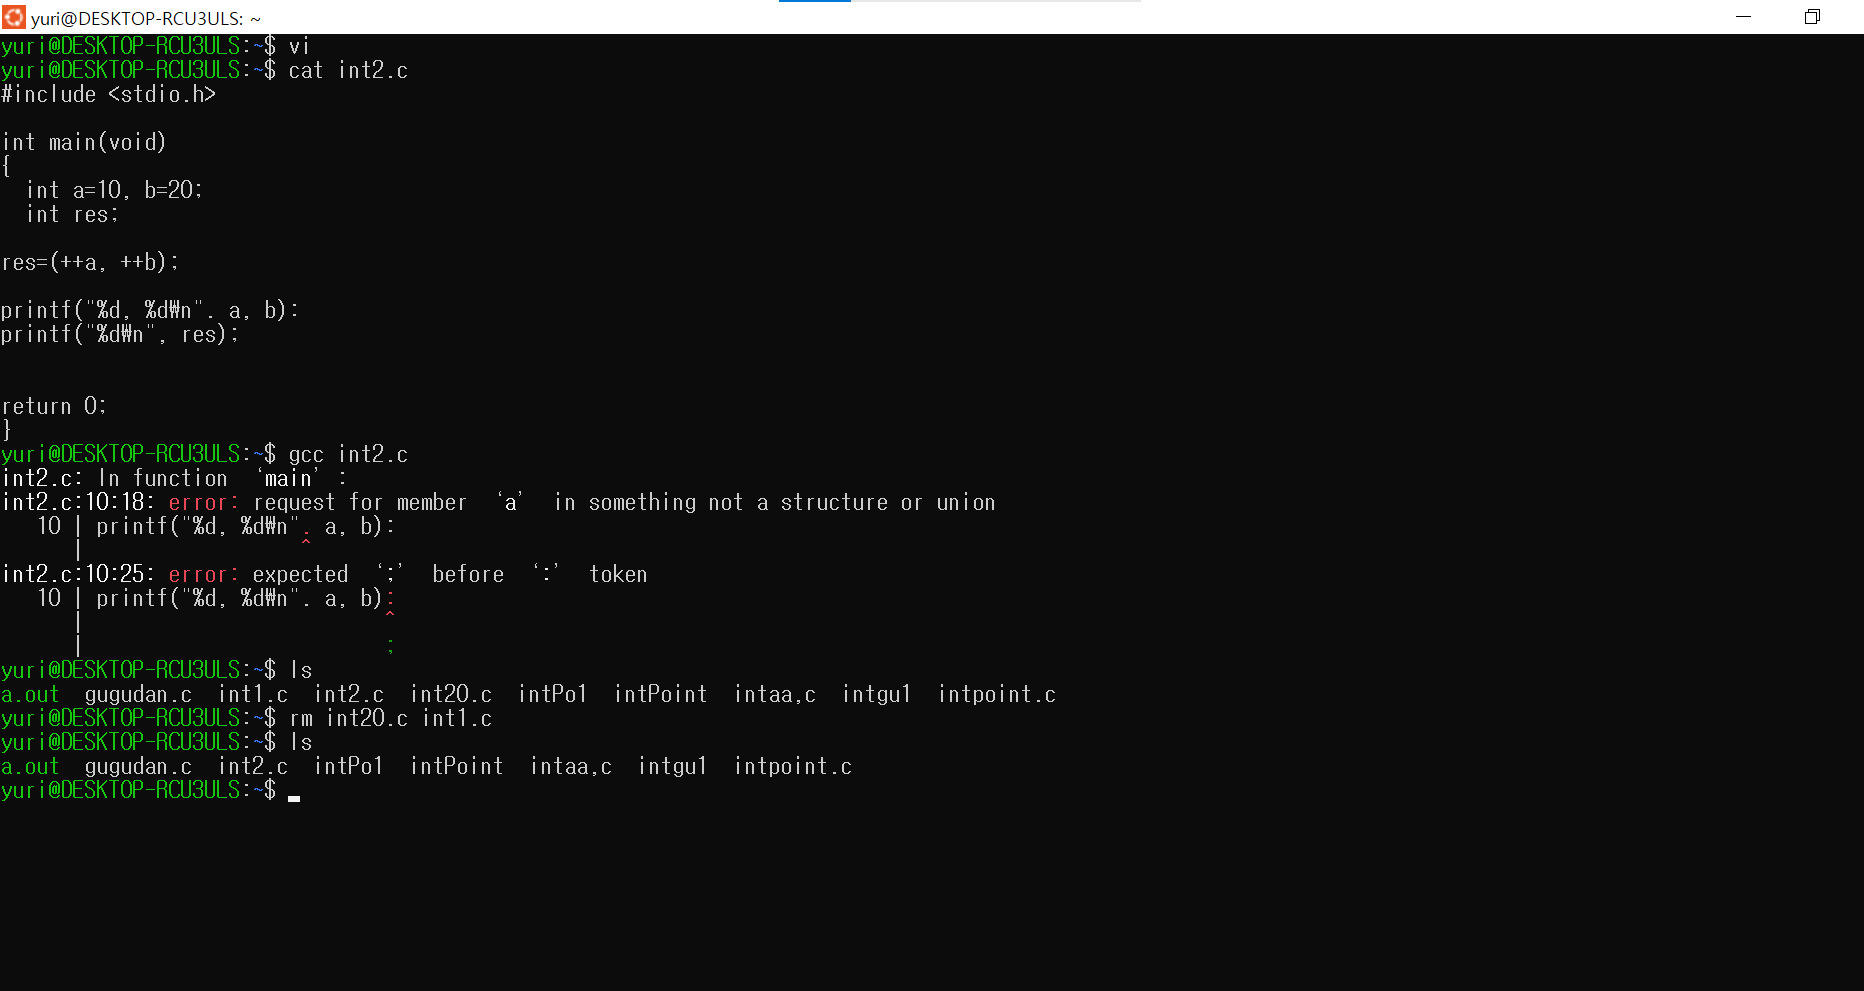 yuri@DESKTOP-RCU3ULS: ~
yuri@DESKTOP-RCU3ULS:~$ vi
yuri@DESKTOP-RCU3ULS:~$ cat int2.c
#include <stdio.h>
int main(void)
{
  int a=10, b=20;
  int res;
res=(++a, ++b);
printf("%d, %d₩n". a, b):
printf("%d₩n", res);
return 0;
}
yuri@DESKTOP-RCU3ULS:~$ gcc int2.c
int2.c: In function ‘main’ :
int2.c:10:18: error: request for member ‘a’ in something not a structure or union
   10 | printf("%d, %d₩n". a, b):
      |                  ^
int2.c:10:25: error: expected ‘;’ before ‘:’ token
   10 | printf("%d, %d₩n". a, b):
      |                         ^
      |                         ;
yuri@DESKTOP-RCU3ULS:~$ ls
a.out  gugudan.c  int1.c  int2.c  int20.c  intPo1  intPoint  intaa,c  intgu1  intpoint.c
yuri@DESKTOP-RCU3ULS:~$ rm int20.c int1.c
yuri@DESKTOP-RCU3ULS:~$ ls
a.out  gugudan.c  int2.c  intPo1  intPoint  intaa,c  intgu1  intpoint.c
yuri@DESKTOP-RCU3ULS:~$